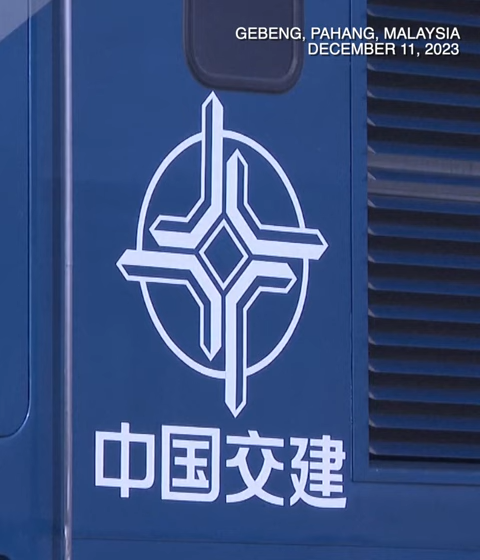 GEBENG, PAHANG, MALAYSIA
DECEMBER 11, 2023
中国交建